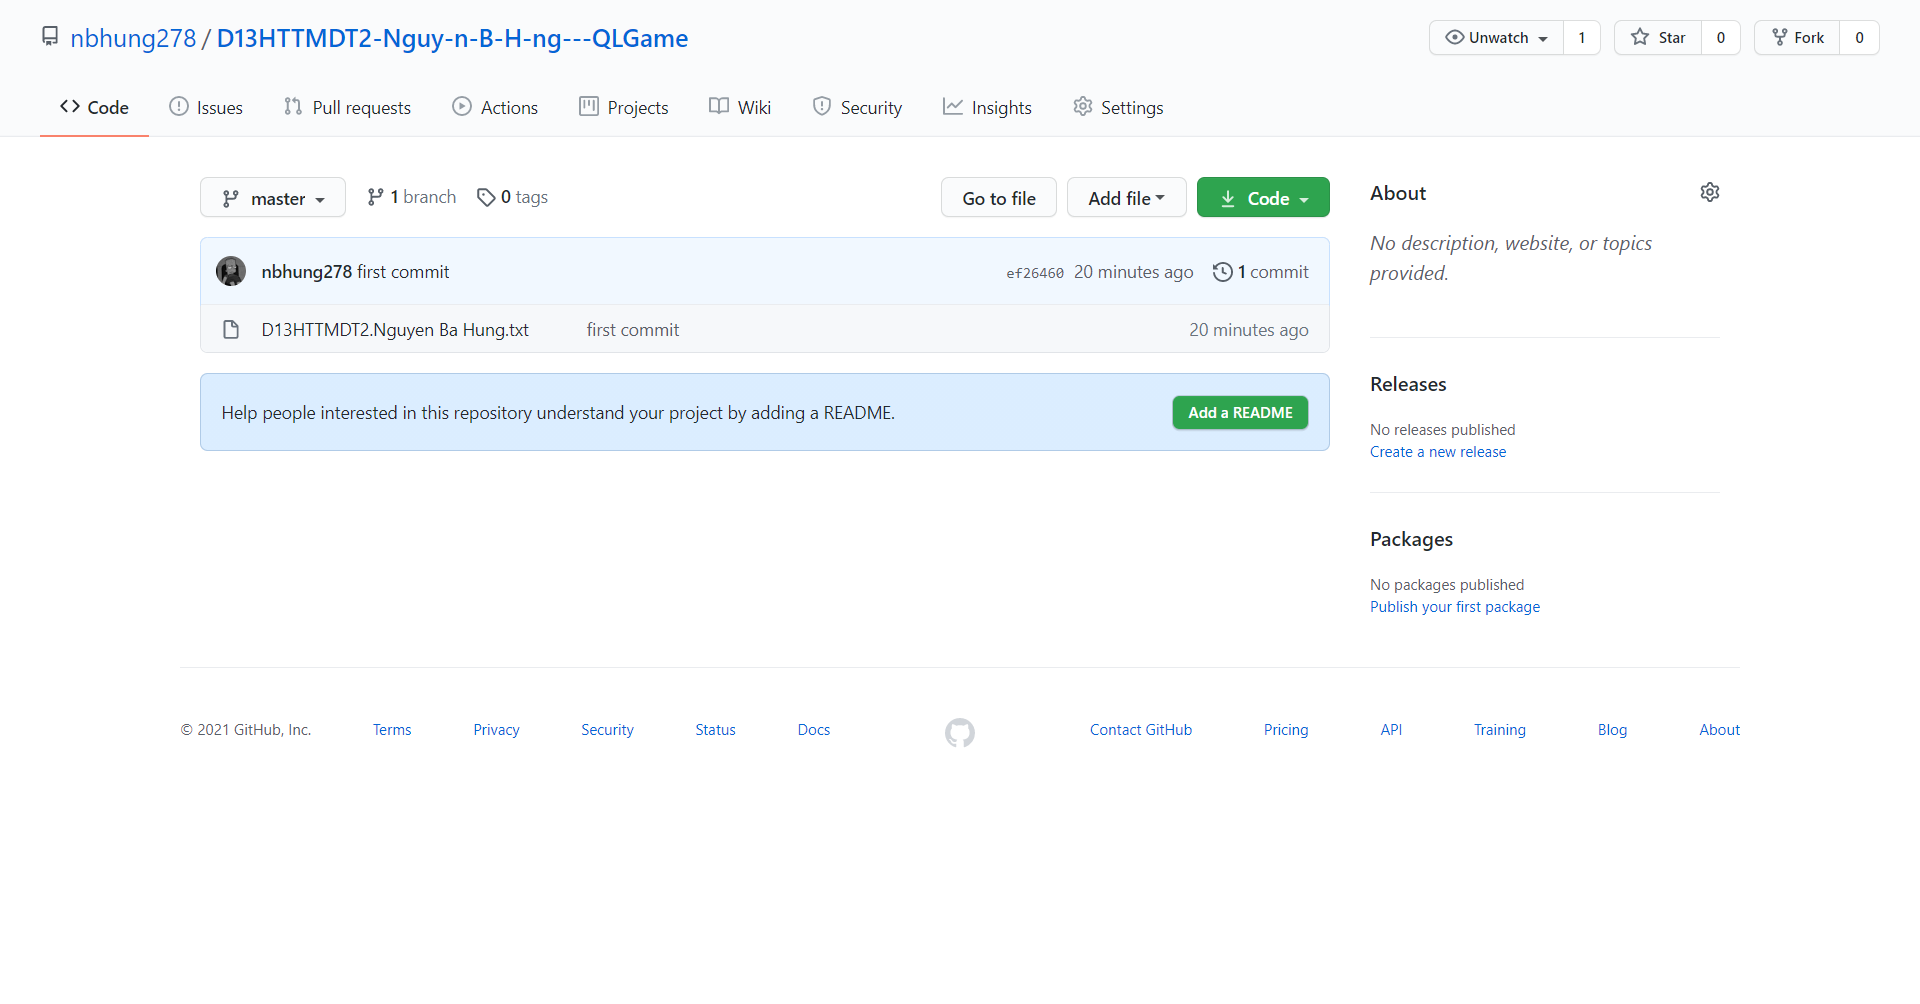 nbhung278 / D13HTTMDT2-Nguy-n-B-H-ng---QLGame
Unwatch 1 Star 0 Fork 0
Code Issues Pull requests Actions Projects Wiki Security Insights Settings
master 1 branch 0 tags Go to file Add file Code
nbhung278 first commit ef26460 20 minutes ago 1 commit
D13HTTMDT2.Nguyen Ba Hung.txt first commit 20 minutes ago
Help people interested in this repository understand your project by adding a README. Add a README
About
No description, website, or topics
provided.
Releases
No releases published
Create a new release
Packages
No packages published
Publish your first package
© 2021 GitHub, Inc. Terms Privacy Security Status Docs Contact GitHub Pricing API Training Blog About